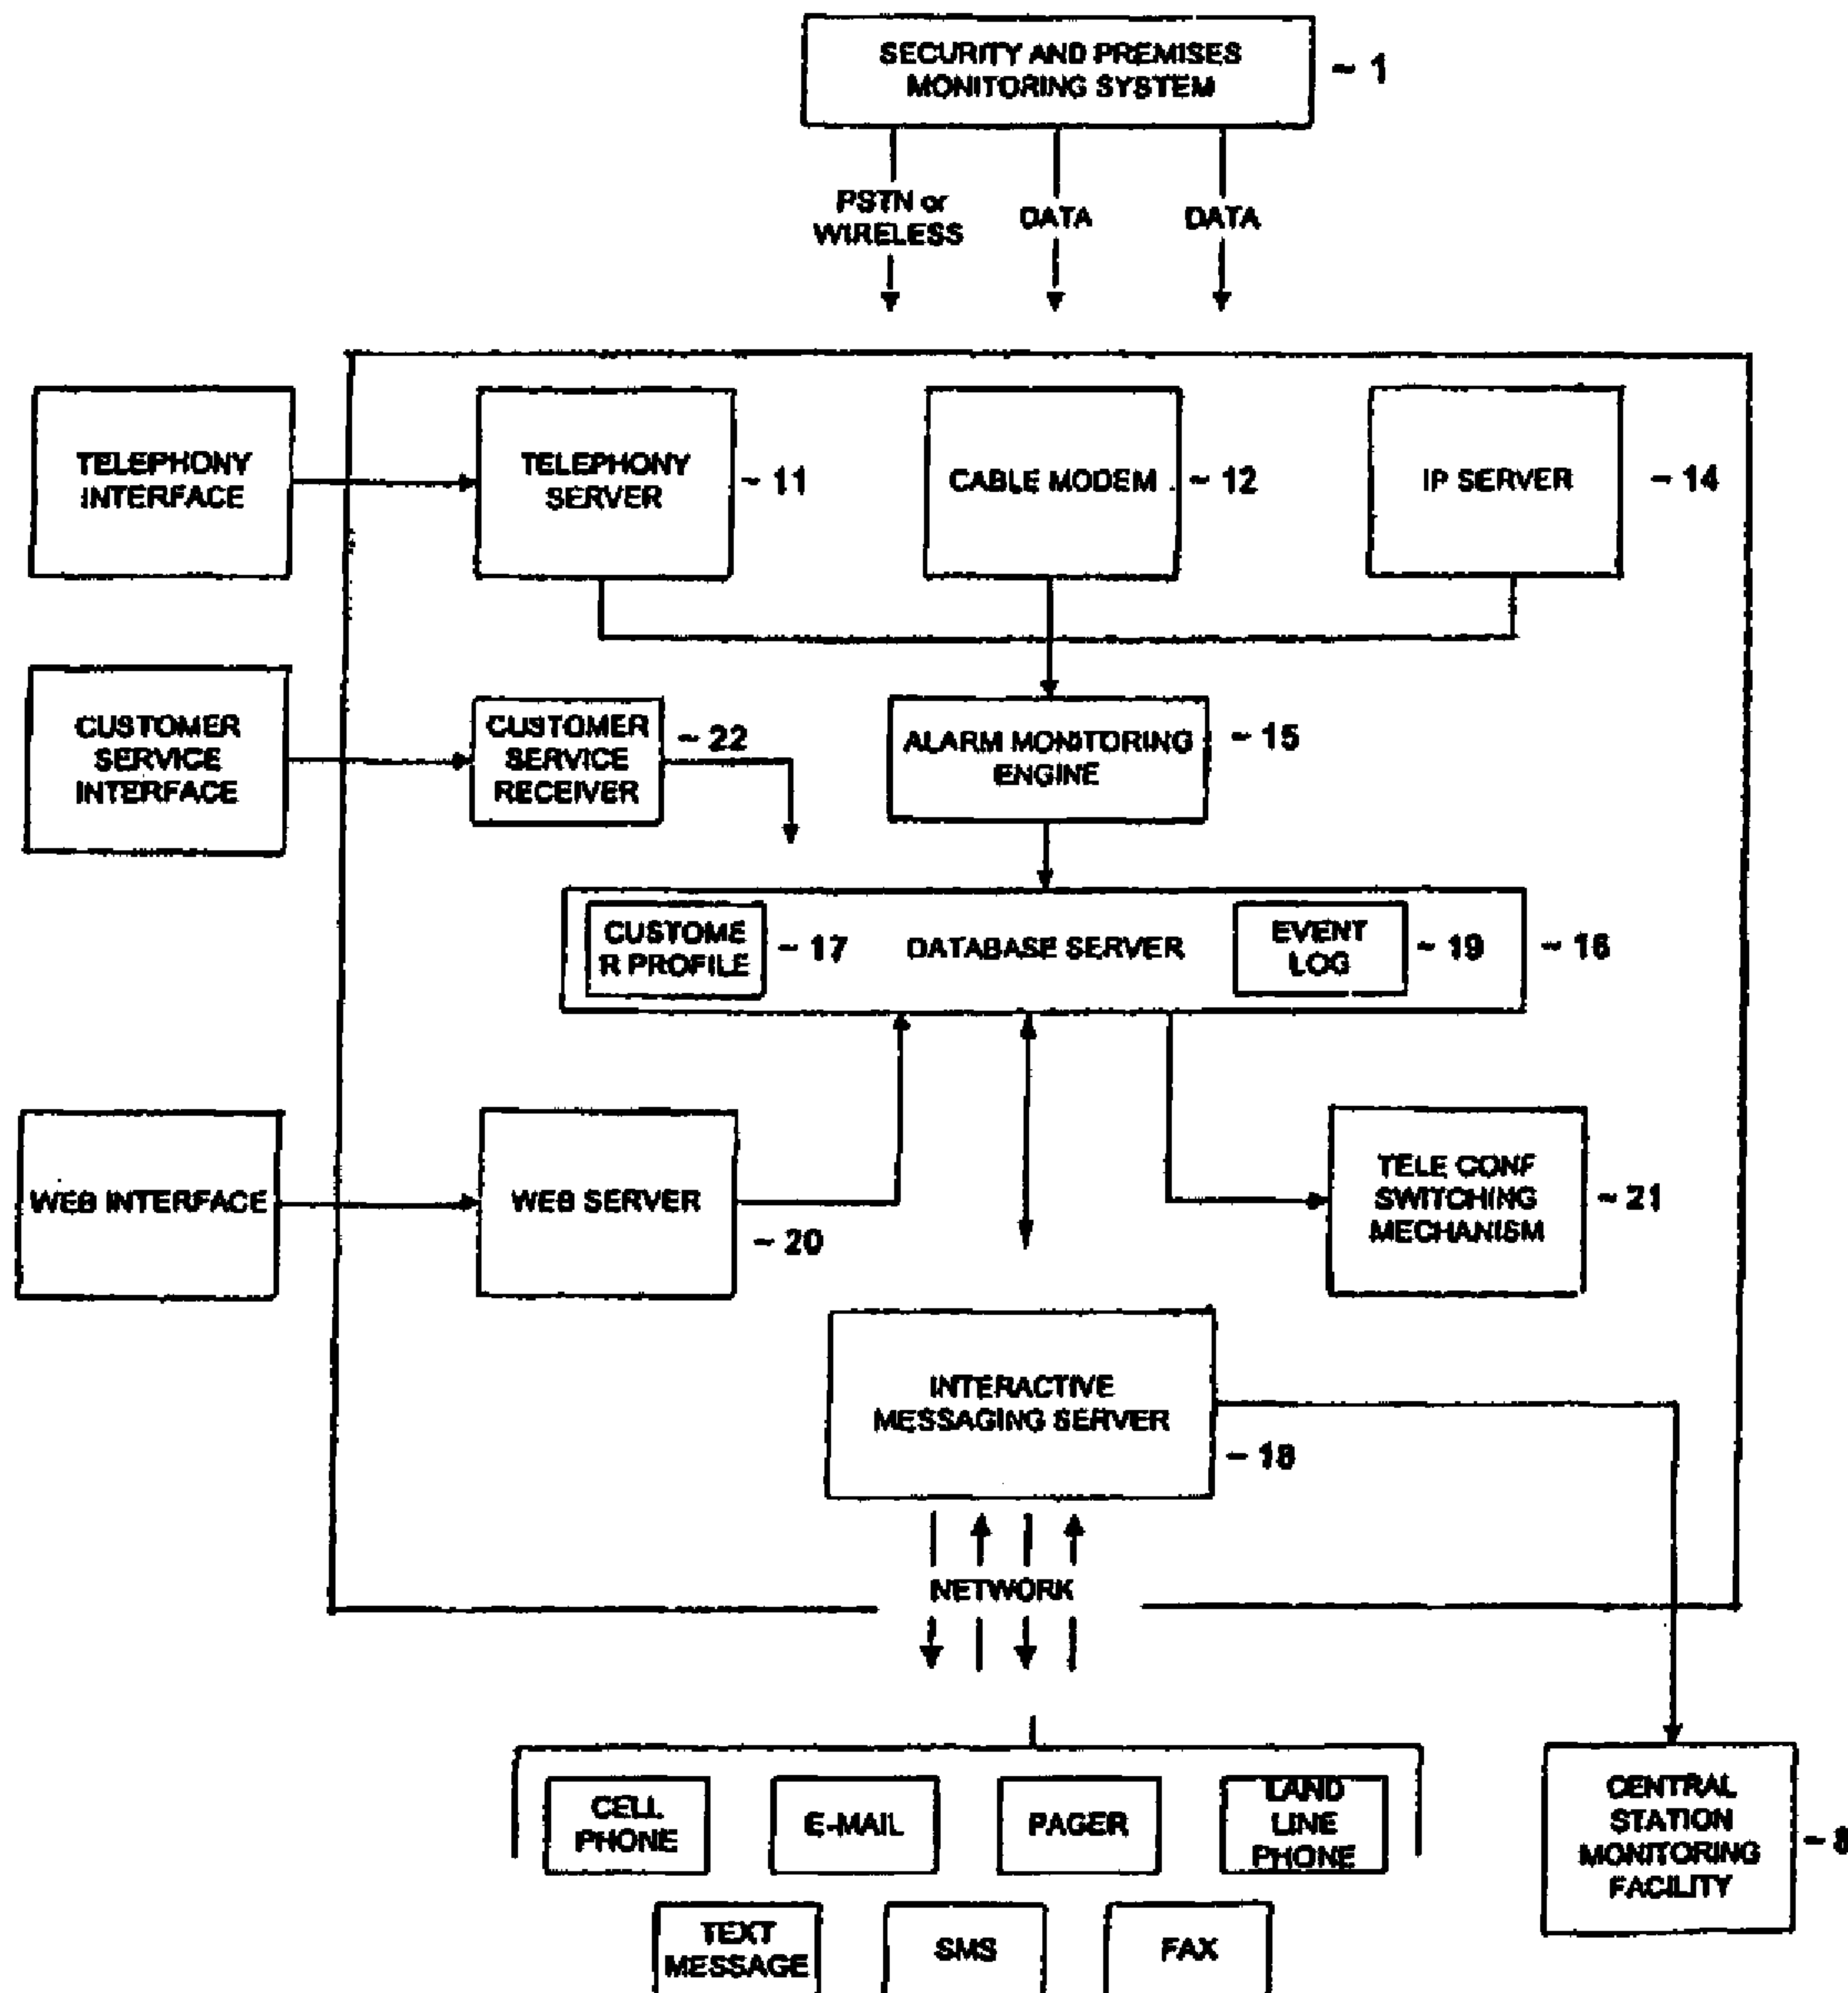 SECURITY AND PREMISES
MONITORING SYSTEM
~ 1
PSTN or
WIRELESS
DATA
DATA
TELEPHONY
INTERFACE
TELEPHONY
SERVER
~ 11
CABLE MODEM
~ 12
IP SERVER
~ 14
CUSTOMER
SERVICE
INTERFACE
CUSTOMER
SERVICE
RECEIVER
~ 22
ALARM MONITORING
ENGINE
~ 15
CUSTOME
R PROFILE
~ 17
DATABASE SERVER
EVENT
LOG
~ 19
~ 16
WEB INTERFACE
WEB SERVER
~ 20
TELE CONF
SWITCHING
MECHANISM
~ 21
INTERACTIVE
MESSAGING SERVER
~ 18
NETWORK
CELL
PHONE
E-MAIL
PAGER
LAND
LINE
PHONE
CENTRAL
STATION
MONITORING
FACILITY
~ 8
TEXT
MESSAGE
SMS
FAX